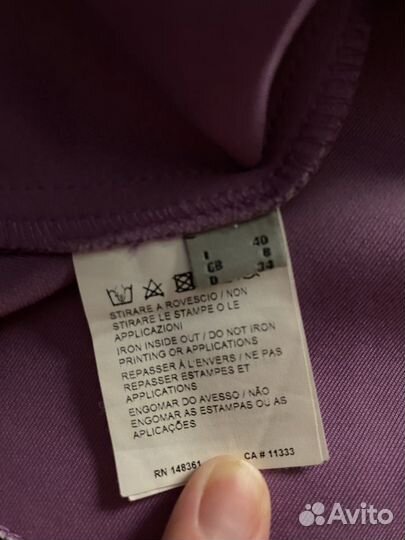 I 40
GB 8
D 34
STIRARE A ROVESCIO / NON
STIRARE LE STAMPE O LE
APPLICAZIONI
IRON INSIDE OUT / DO NOT IRON
PRINTING OR APPLICATIONS
REPASSER À L'ENVERS / NE PAS
REPASSER ESTAMPES ET
APPLICATIONS
ENGOMAR DO AVESSO / NÃO
ENGOMAR AS ESTAMPAS OU AS
APLICAÇÕES
RN 148361 CA # 11333
Avito